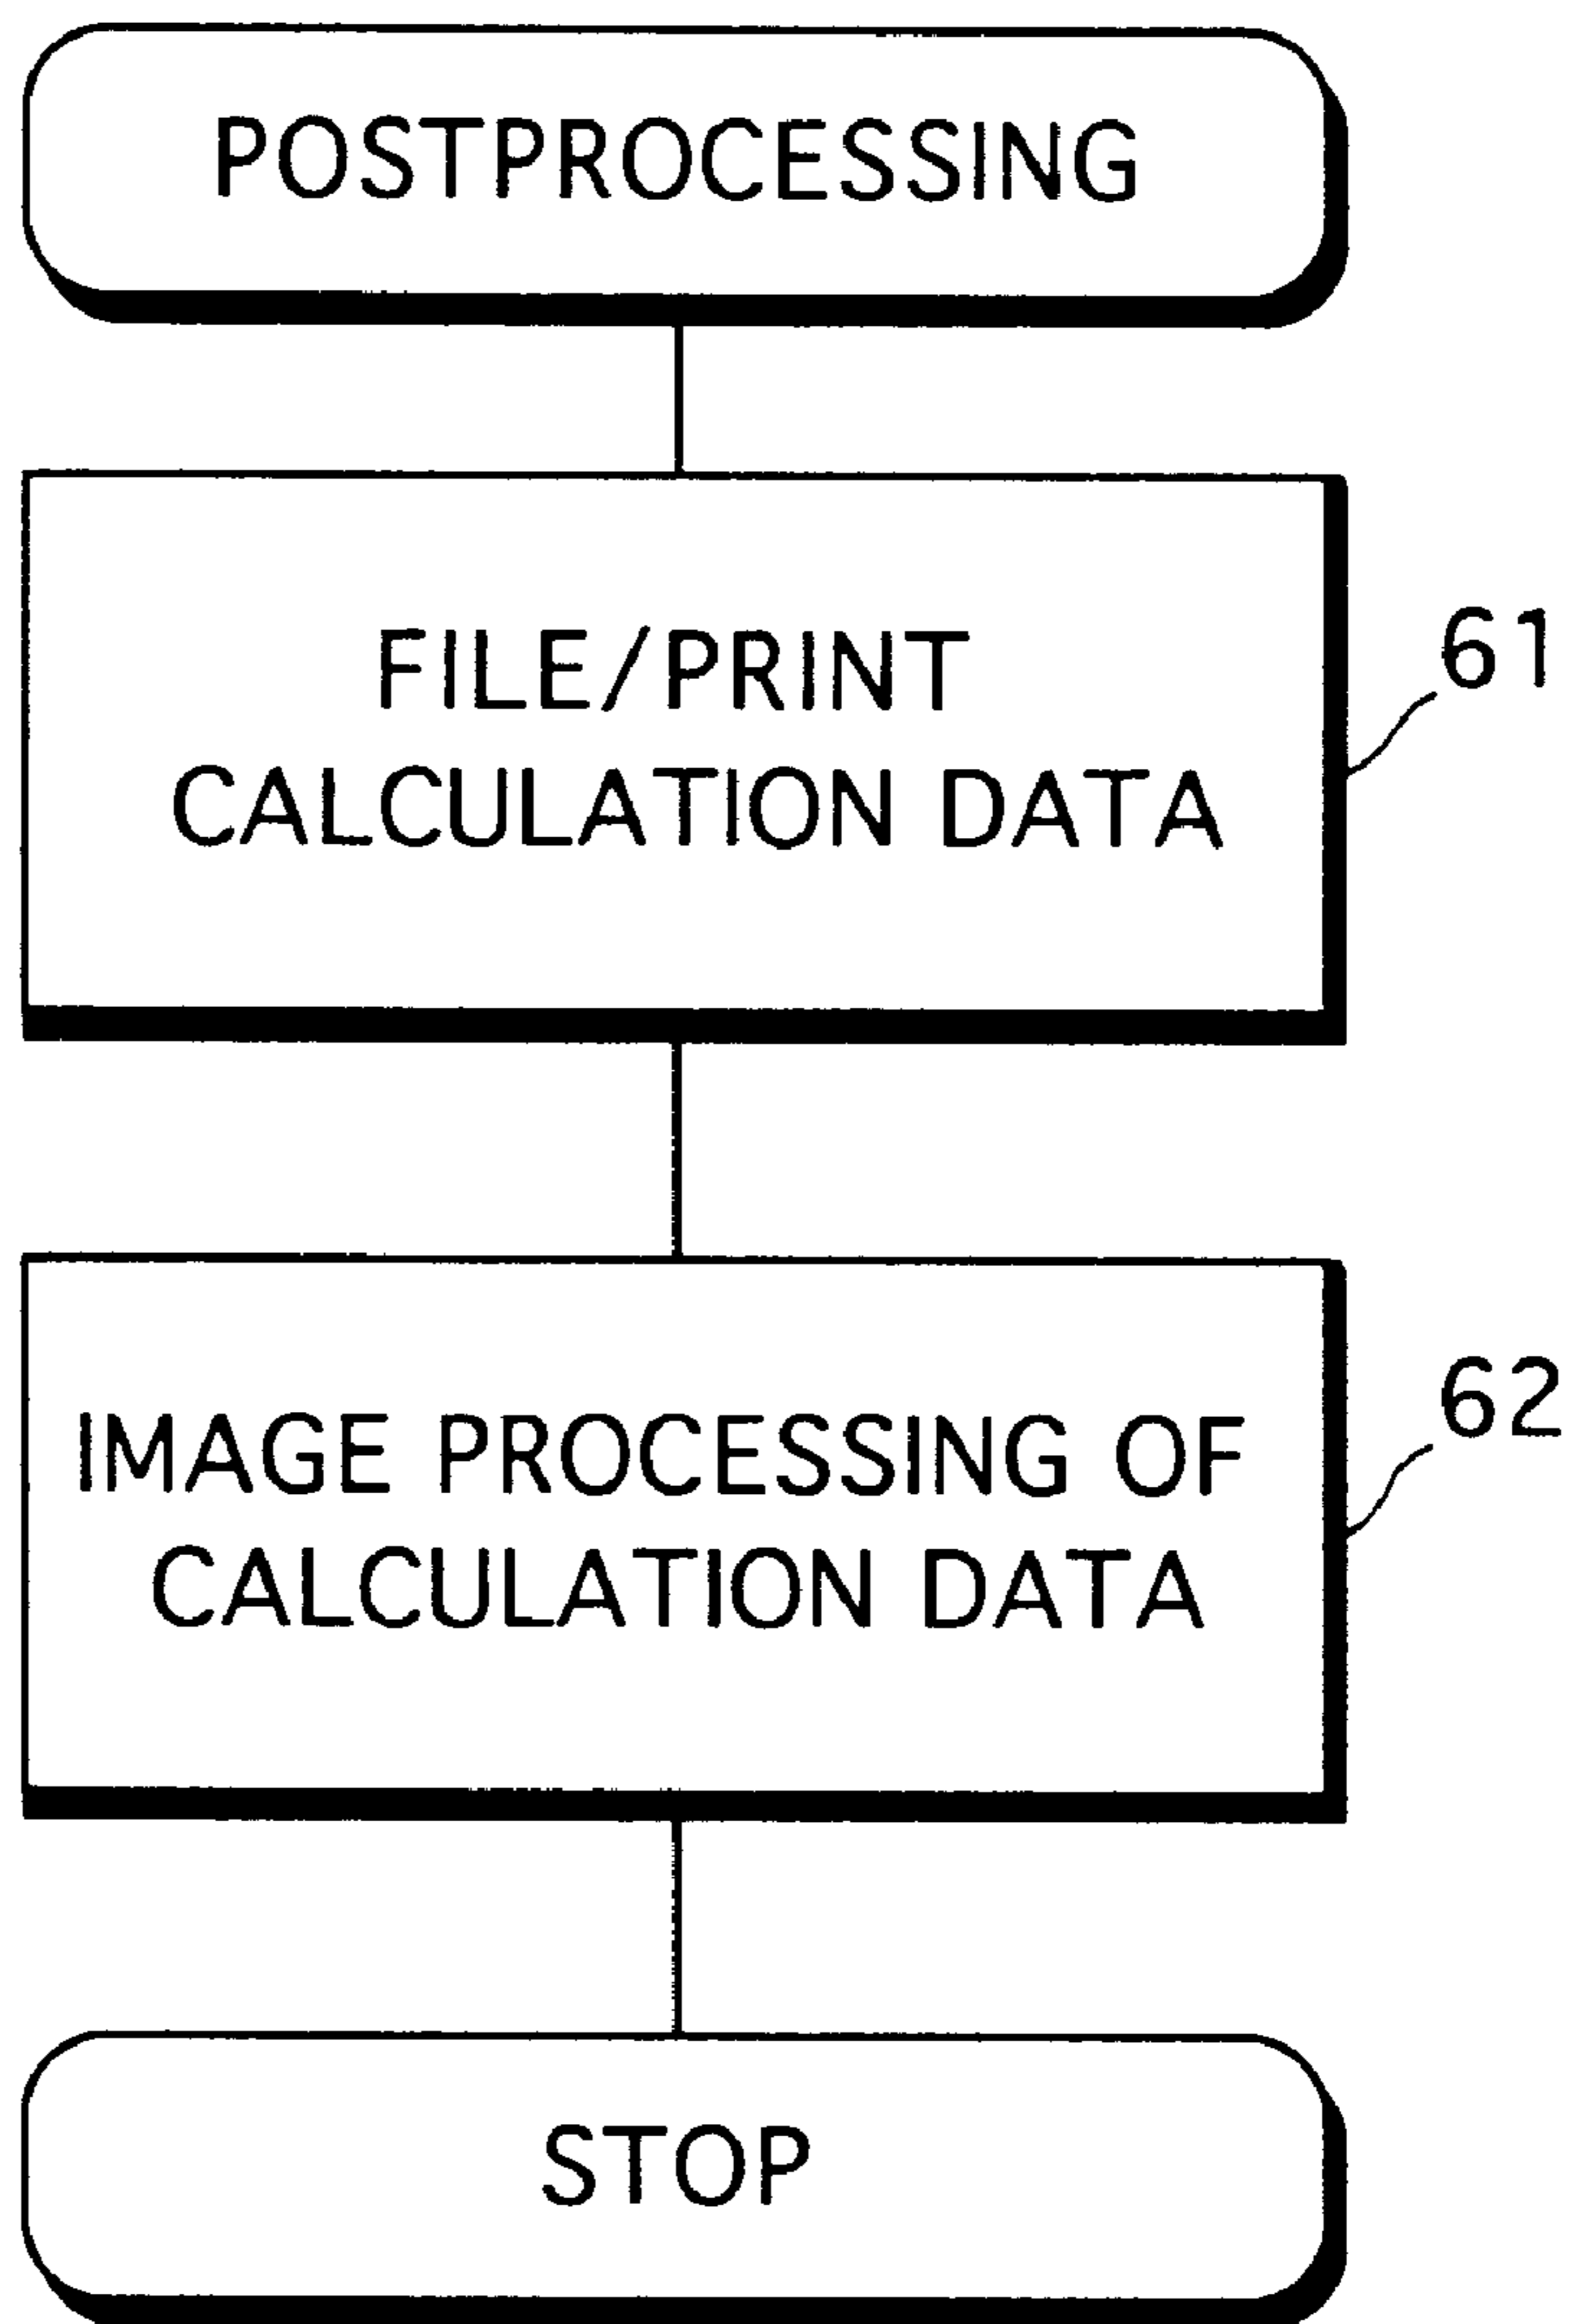 POSTPROCESSING
FILE/PRINT
CALCULATION DATA
61
IMAGE PROCESSING OF
CALCULATION DATA
62
STOP